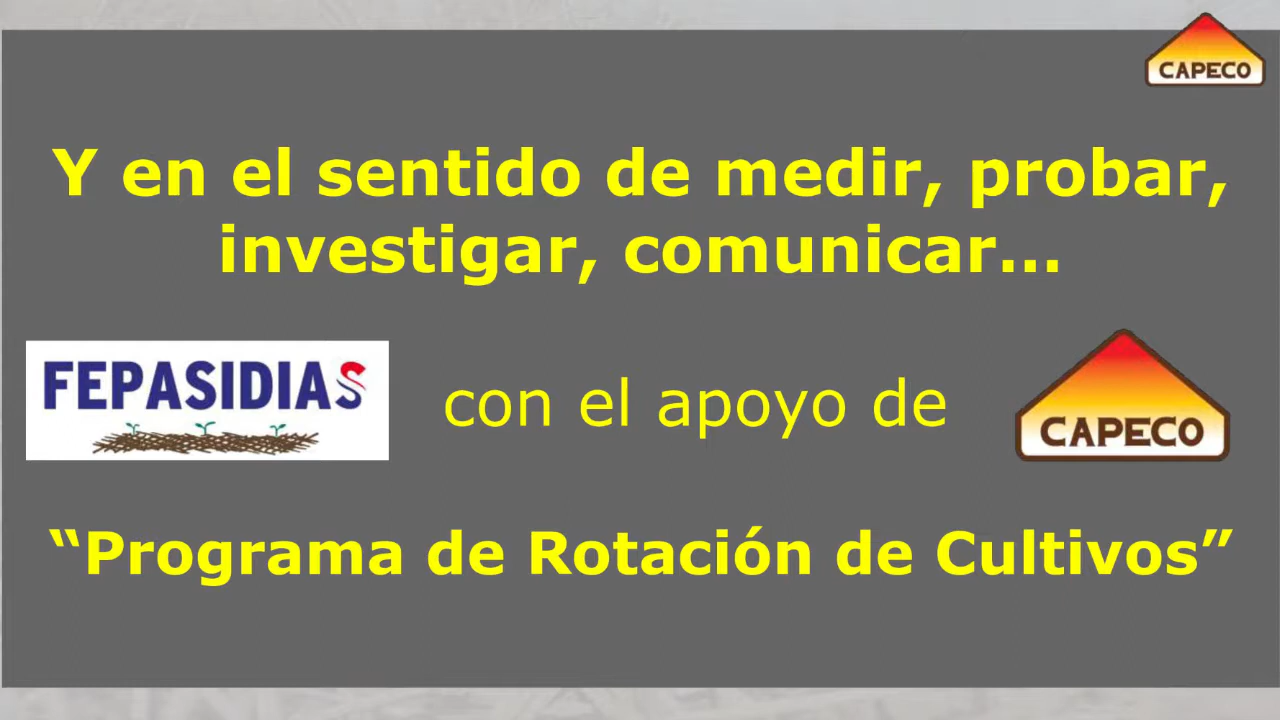 CAPECO
Y en el sentido de medir, probar,
investigar, comunicar...
FEPASIDIAS
con el apoyo de
CAPECO
“Programa de Rotación de Cultivos”